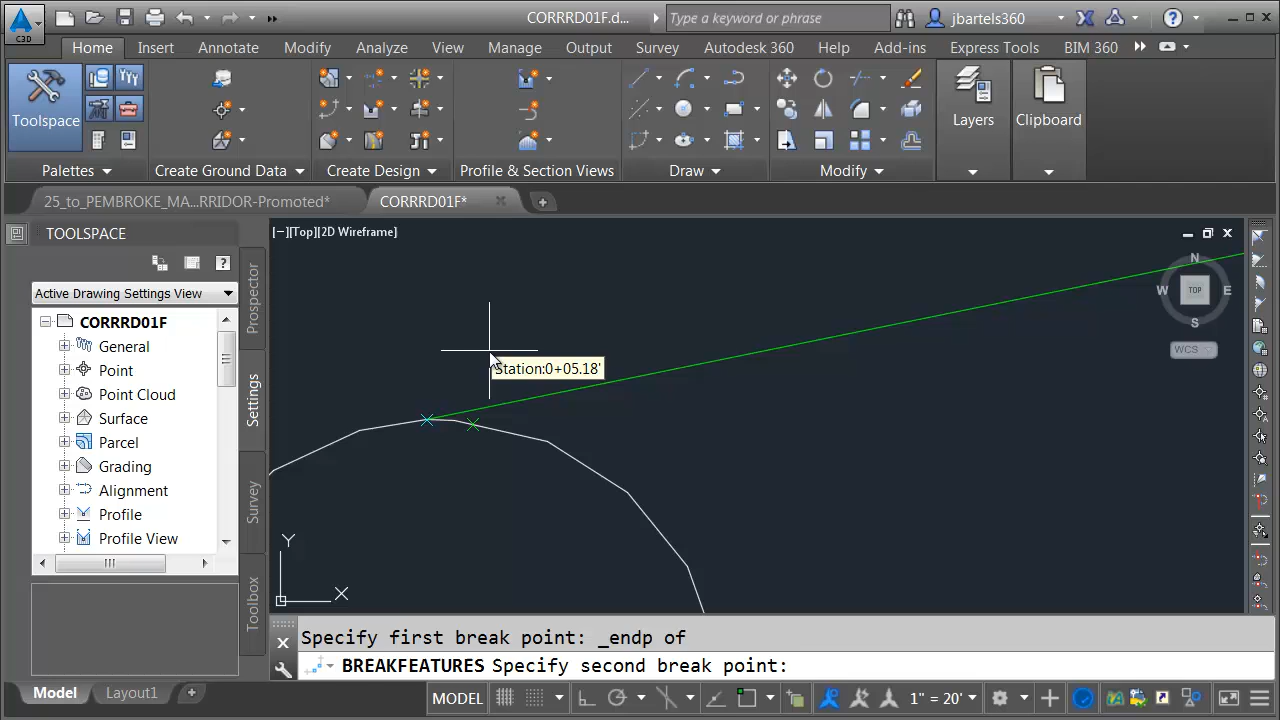 C3D
CORRRD01F.d...
Type a keyword or phrase
jbartels360
?
Home
Insert
Annotate
Modify
Analyze
View
Manage
Output
Survey
Autodesk 360
Help
Add-ins
Express Tools
BIM 360
Toolspace
Layers
Clipboard
Palettes
Create Ground Data
Create Design
Profile & Section Views
Draw
Modify
25_to_PEMBROKE_MA...RRIDOR-Promoted*
CORRRD01F*
TOOLSPACE
?
Active Drawing Settings View
CORRRD01F
General
Point
Point Cloud
Surface
Parcel
Grading
Alignment
Profile
Profile View
Prospector
Settings
Survey
Toolbox
[−][Top][2D Wireframe]
N
W
TOP
E
S
WCS
Station:0+05.18'
Y
X
Specify first break point: _endp of
BREAKFEATURES Specify second break point:
Model
Layout1
MODEL
1" = 20'